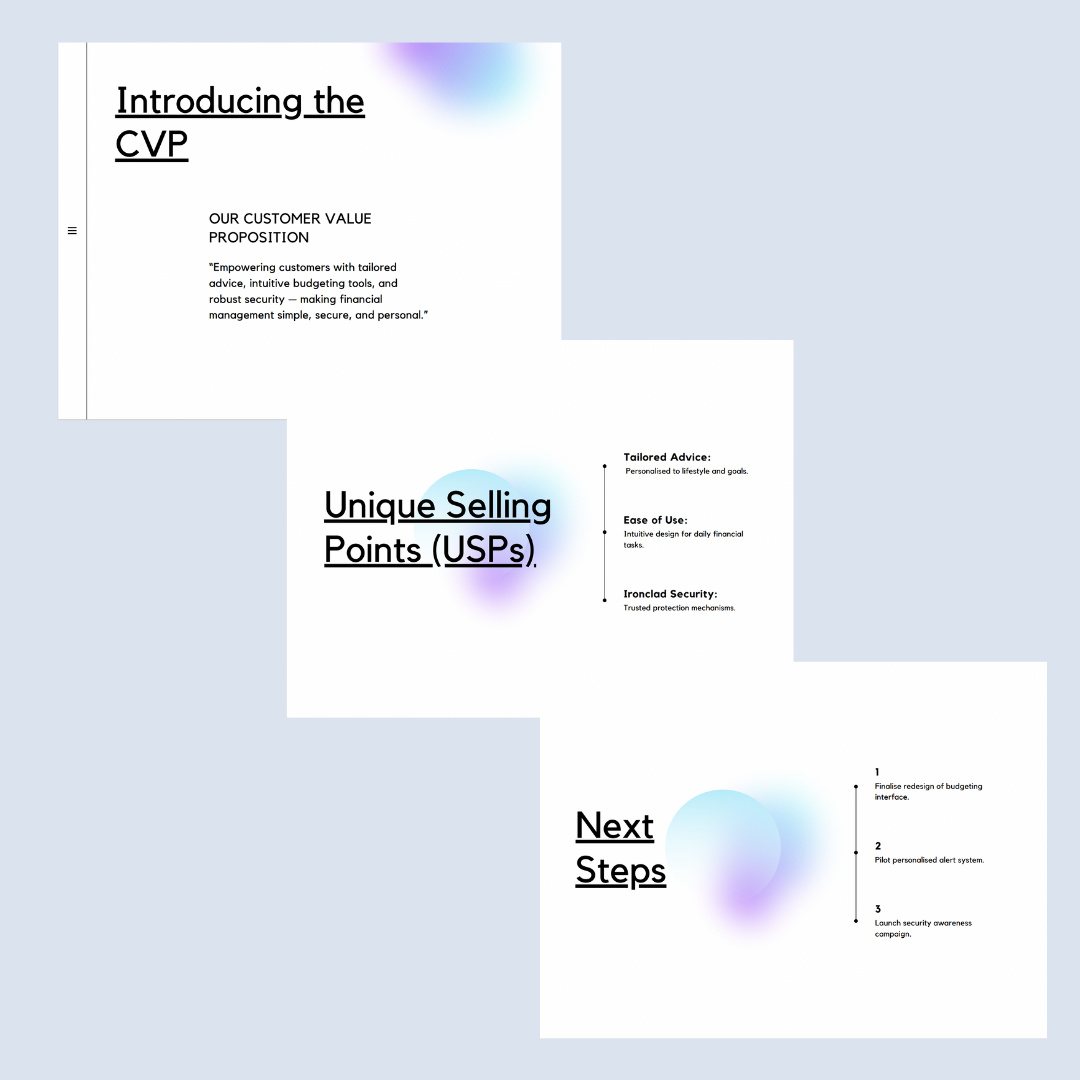 Introducing the
CVP
OUR CUSTOMER VALUE
PROPOSITION
"Empowering customers with tailored
advice, intuitive budgeting tools, and
robust security — making financial
management simple, secure, and personal."
Unique Selling
Points (USPs)
Tailored Advice:
Personalised to lifestyle and goals.
Ease of Use:
Intuitive design for daily financial
tasks.
Ironclad Security:
Trusted protection mechanisms.
Next
Steps
1
Finalise redesign of budgeting
interface.
2
Pilot personalised alert system.
3
Launch security awareness
campaign.